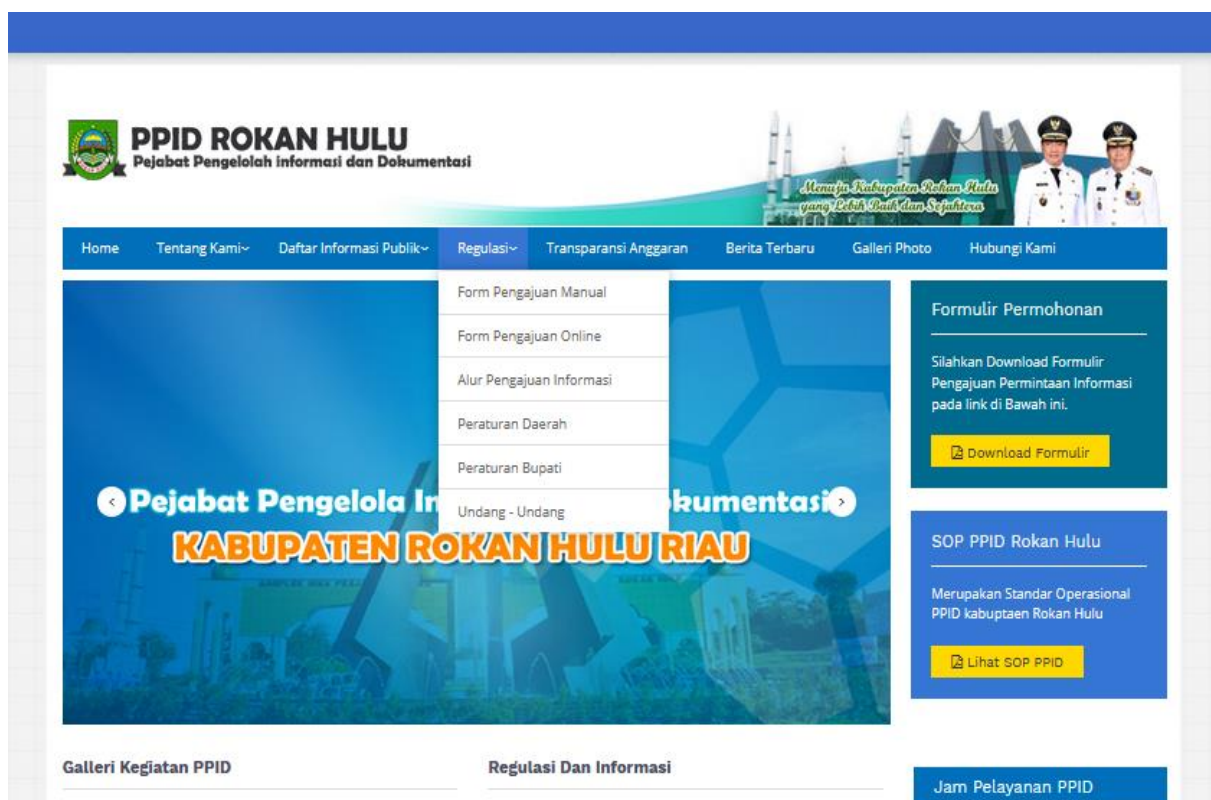 PPID ROKAN HULU
Pejabat Pengelolah informasi dan Dokumentasi
Menuju Kabupaten Rokan Hulu
yang Lebih Baik dan Sejahtera
Home Tentang Kami Daftar Informasi Publik Regulasi Transparansi Anggaran Berita Terbaru Galleri Photo Hubungi Kami
Form Pengajuan Manual
Form Pengajuan Online
Alur Pengajuan Informasi
Peraturan Daerah
Peraturan Bupati
Undang - Undang
Pejabat Pengelola In kumentasi
KABUPATEN ROKAN HULU RIAU
Formulir Permohonan
Silahkan Download Formulir
Pengajuan Permintaan Informasi
pada link di Bawah ini.
Download Formulir
SOP PPID Rokan Hulu
Merupakan Standar Operasional
PPID kabuptaen Rokan Hulu
Lihat SOP PPID
Galleri Kegiatan PPID
Regulasi Dan Informasi
Jam Pelayanan PPID